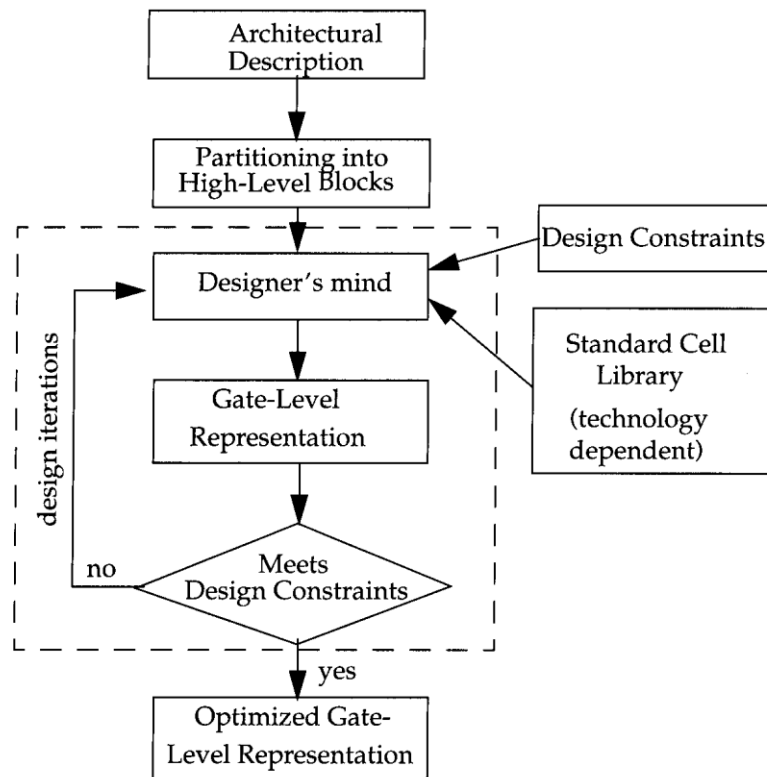 Architectural
Description
Partitioning into
High-Level Blocks
Design Constraints
Designer's mind
Standard Cell
Library
(technology
dependent)
design iterations
Gate-Level
Representation
no
Meets
Design Constraints
yes
Optimized Gate-
Level Representation